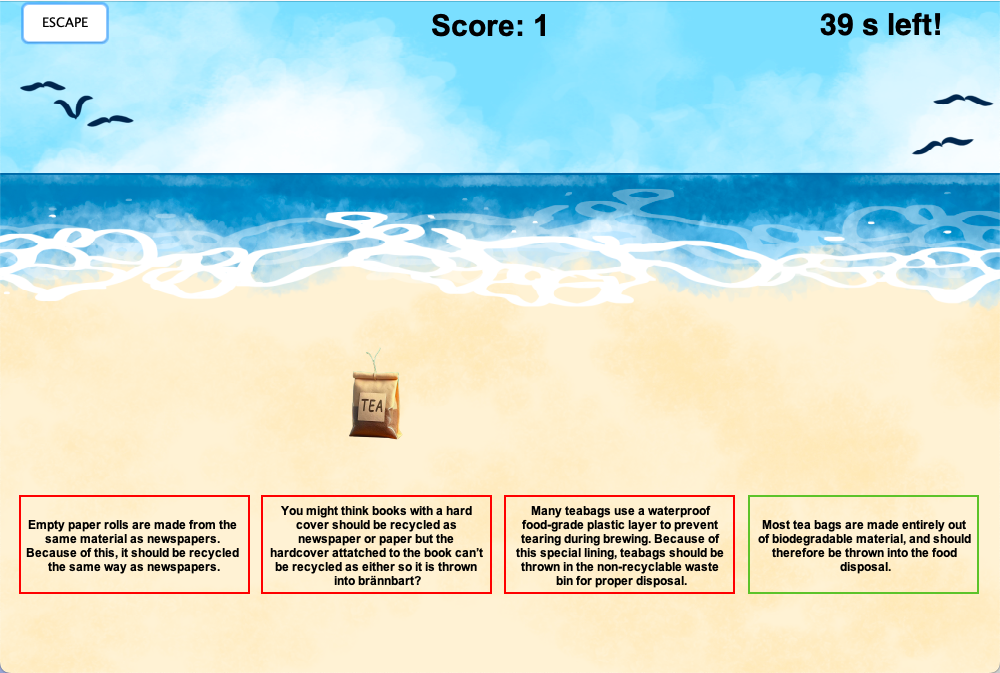 ESCAPE
Score: 1
39 s left!
TEA
Empty paper rolls are made from the
same material as newspapers.
Because of this, it should be recycled
the same way as newspapers.
You might think books with a hard
cover should be recycled as
newspaper or paper but the
hardcover attatched to the book can't
be recycled as either so it is thrown
into brännbart?
Many teabags use a waterproof
food-grade plastic layer to prevent
tearing during brewing. Because of
this special lining, teabags should be
thrown in the non-recyclable waste
bin for proper disposal.
Most tea bags are made entirely out
of biodegradable material, and should
therefore be thrown into the food
disposal.